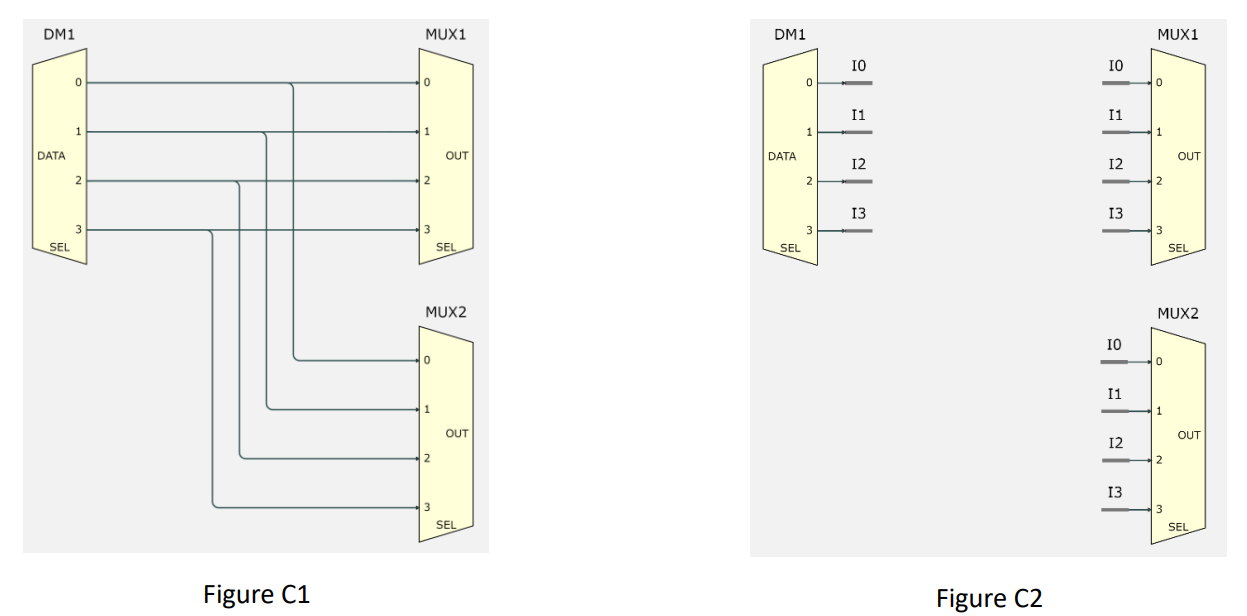 DM1
0
1
DATA
2
3
SEL
MUX1
0
1
OUT
2
3
SEL
MUX2
0
1
OUT
2
3
SEL
Figure C1
DM1
0
1
DATA
2
3
SEL
I0
I1
I2
I3
MUX1
I0
0
I1
1
OUT
I2
2
I3
3
SEL
MUX2
I0
0
I1
1
OUT
I2
2
I3
3
SEL
Figure C2